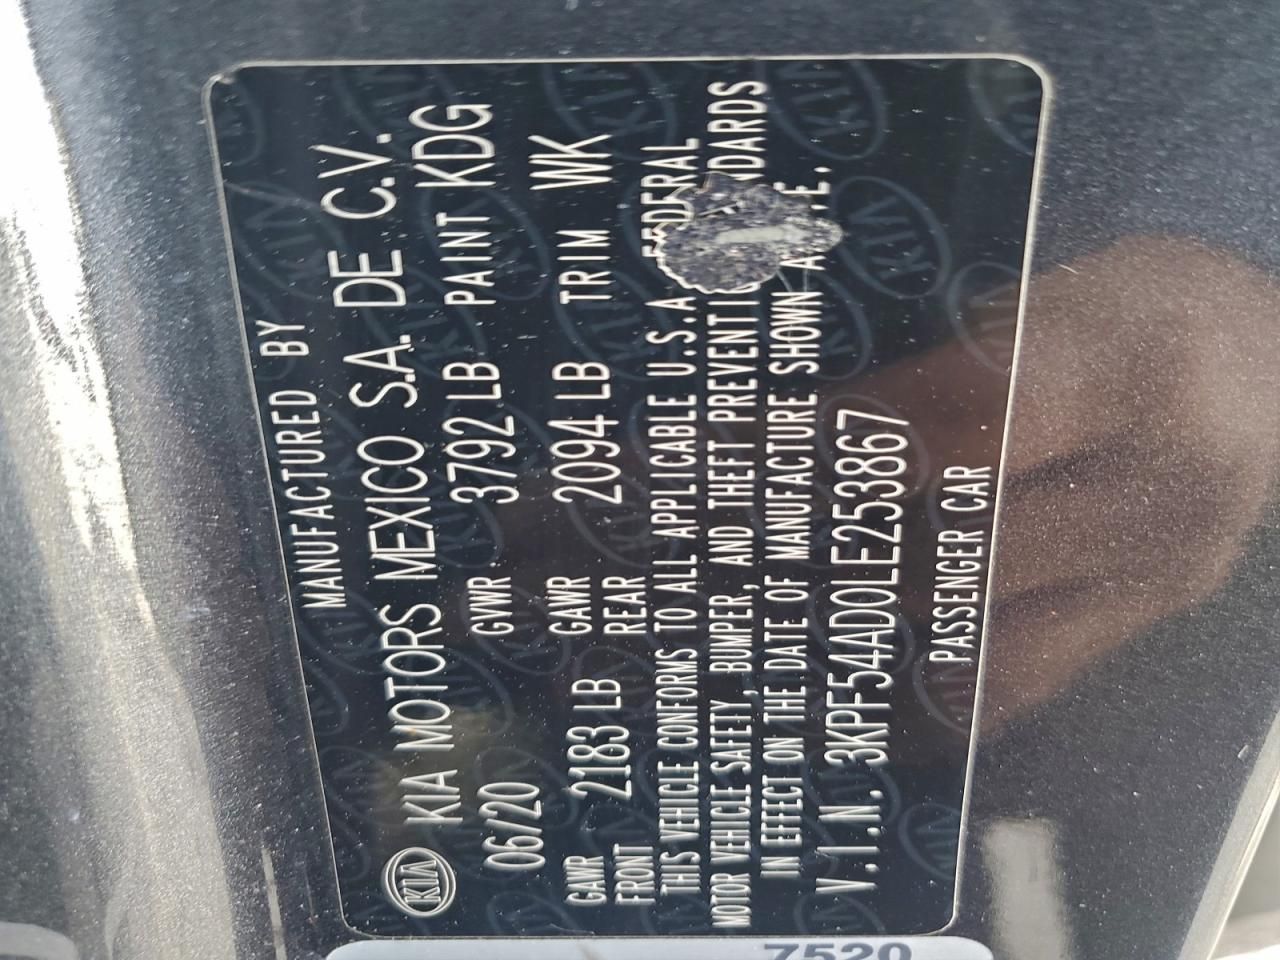 MANUFACTURED BY
KIA KIA MOTORS MEXICO S.A. DE C.V.
06/20 GVWR 3792 LB PAINT KDG
GAWR FRONT 2183 LB GAWR REAR 2094 LB TRIM WK
THIS VEHICLE CONFORMS TO ALL APPLICABLE U.S.A FEDERAL
MOTOR VEHICLE SAFETY, BUMPER, AND THEFT PREVENTI NDARDS
IN EFFECT ON THE DATE OF MANUFACTURE SHOWN A E.
V.I.N. 3KPF54AD0LE253867
PASSENGER CAR
7520